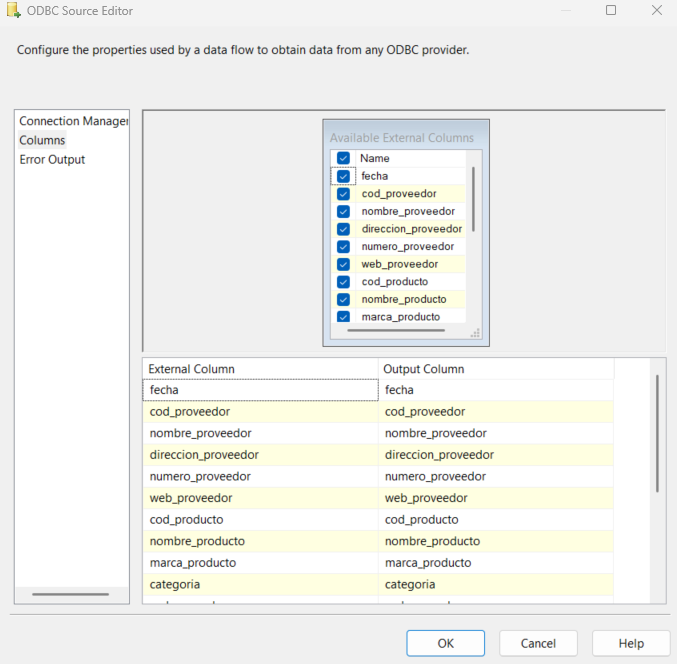 ODBC Source Editor
Configure the properties used by a data flow to obtain data from any ODBC provider.
Connection Manager
Columns
Error Output
Available External Columns
Name
fecha
cod_proveedor
nombre_proveedor
direccion_proveedor
numero_proveedor
web_proveedor
cod_producto
nombre_producto
marca_producto
External Column Output Column
fecha fecha
cod_proveedor cod_proveedor
nombre_proveedor nombre_proveedor
direccion_proveedor direccion_proveedor
numero_proveedor numero_proveedor
web_proveedor web_proveedor
cod_producto cod_producto
nombre_producto nombre_producto
marca_producto marca_producto
categoria categoria
OK Cancel Help